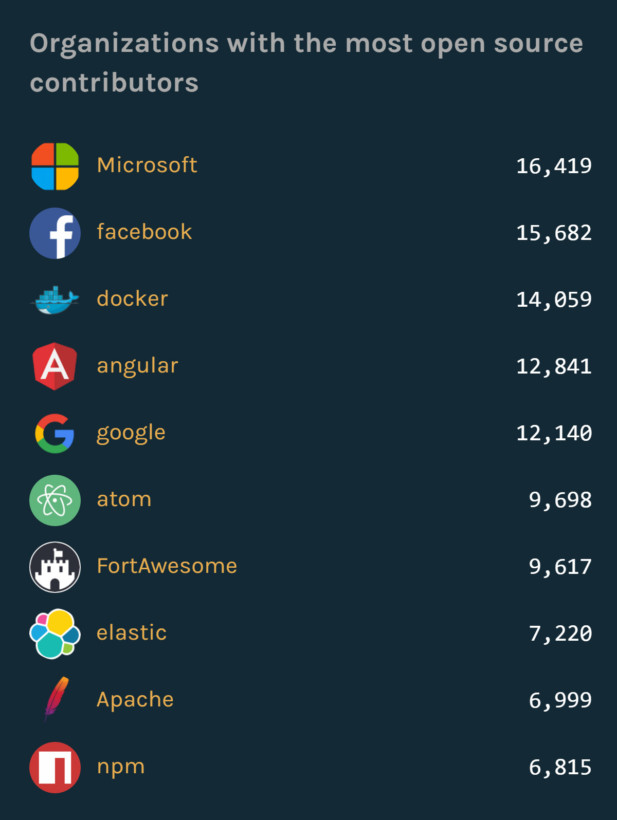 Organizations with the most open source
contributors
Microsoft 16,419
facebook 15,682
docker 14,059
angular 12,841
google 12,140
atom 9,698
FortAwesome 9,617
elastic 7,220
Apache 6,999
npm 6,815